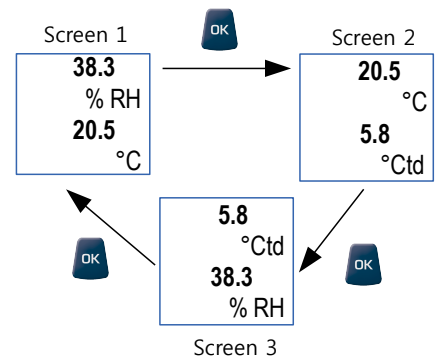 OK
Screen 1
Screen 2
38.3
% RH
20.5
°C
20.5
°C
5.8
°Ctd
5.8
°Ctd
38.3
% RH
OK
OK
Screen 3